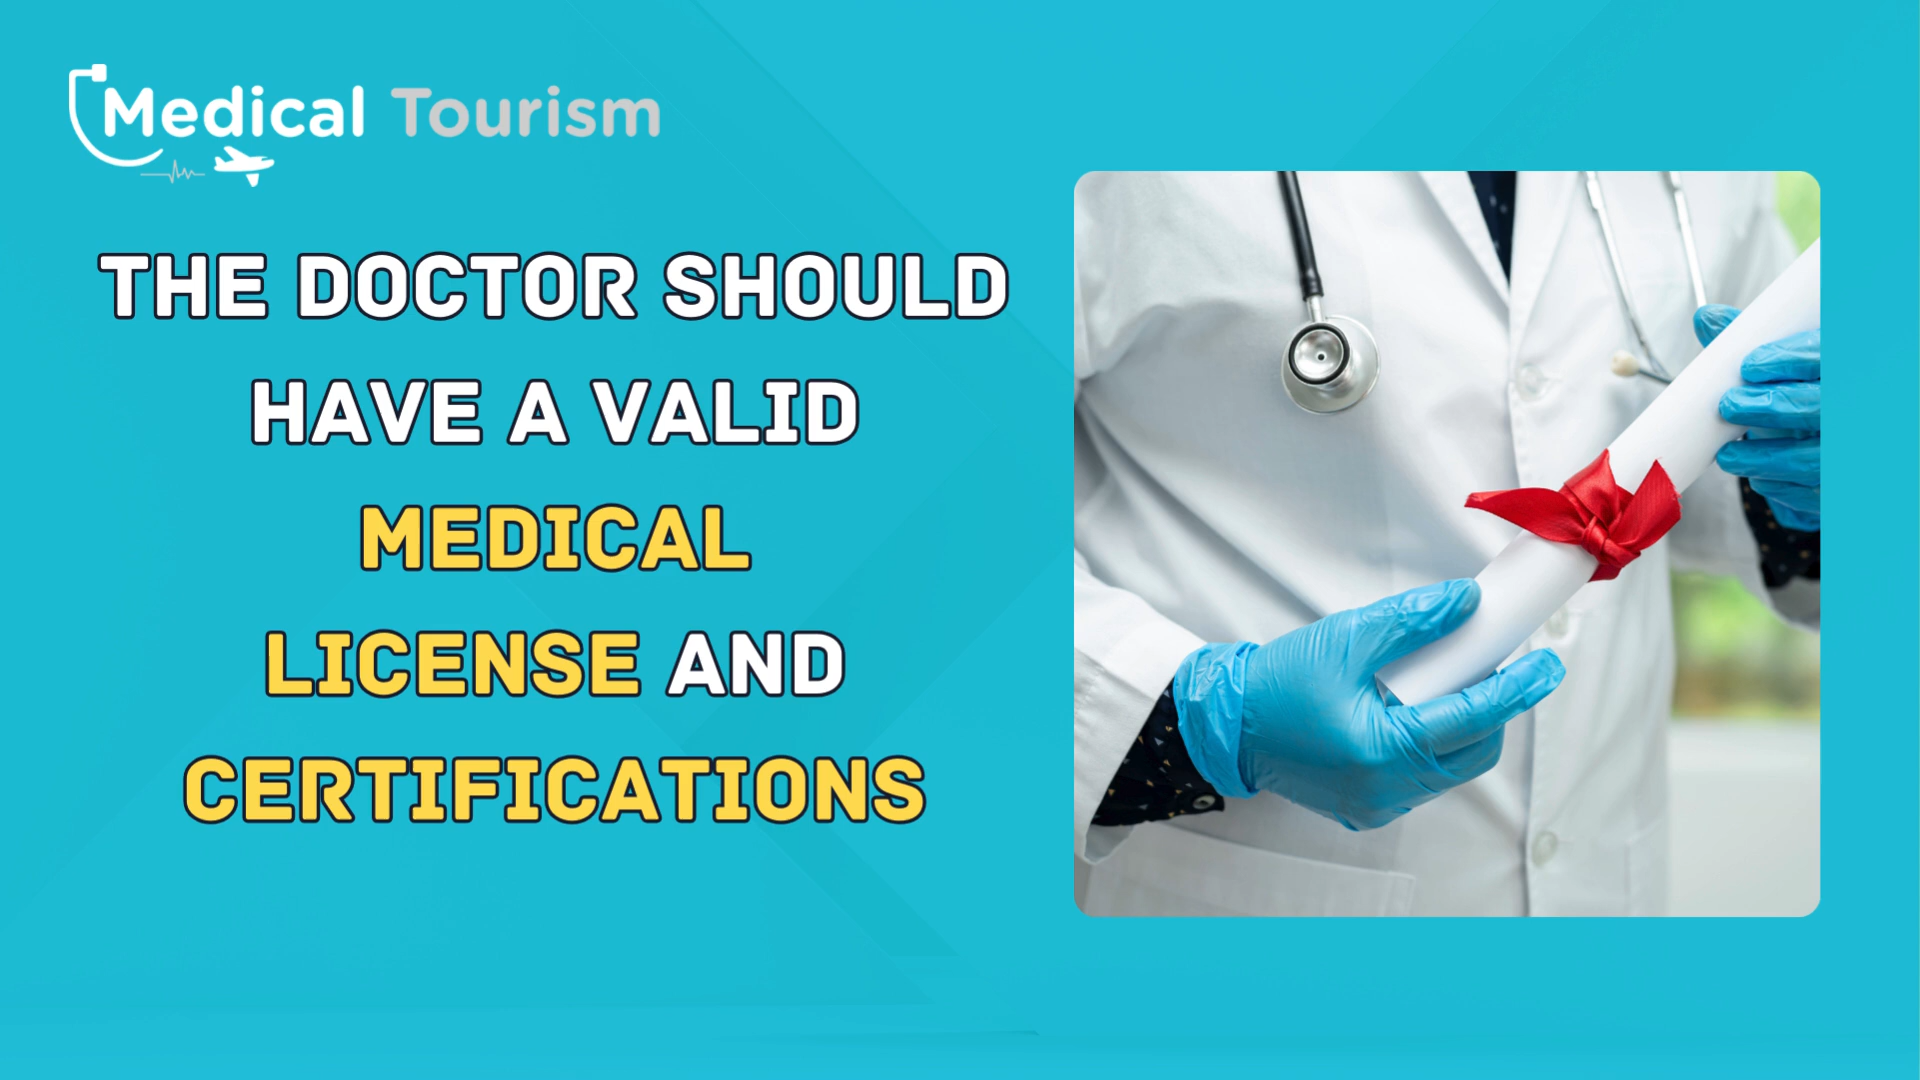 Medical Tourism
THE DOCTOR SHOULD
HAVE A VALID
MEDICAL
LICENSE AND
CERTIFICATIONS